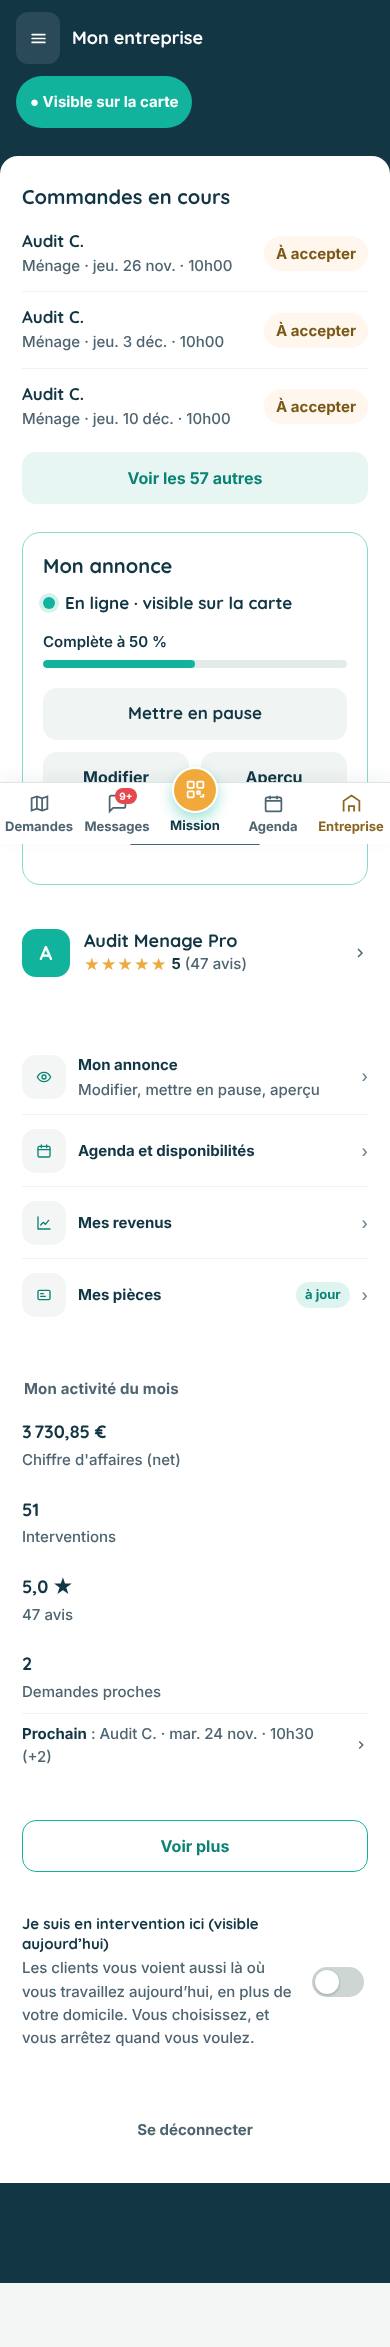 Mon entreprise
● Visible sur la carte
Commandes en cours
Audit C.
Ménage · jeu. 26 nov. · 10h00
À accepter
Audit C.
Ménage · jeu. 3 déc. · 10h00
À accepter
Audit C.
Ménage · jeu. 10 déc. · 10h00
À accepter
Voir les 57 autres
Mon annonce
En ligne · visible sur la carte
Complète à 50 %
Mettre en pause
Modifier
Aperçu
9+
Demandes
Messages
Mission
Agenda
Entreprise
A
Audit Menage Pro
★★★★★ 5 (47 avis)
Mon annonce
Modifier, mettre en pause, aperçu
Agenda et disponibilités
Mes revenus
Mes pièces
à jour
Mon activité du mois
3 730,85 €
Chiffre d'affaires (net)
51
Interventions
5,0 ★
47 avis
2
Demandes proches
Prochain : Audit C. · mar. 24 nov. · 10h30
(+2)
Voir plus
Je suis en intervention ici (visible
aujourd’hui)
Les clients vous voient aussi là où
vous travaillez aujourd’hui, en plus de
votre domicile. Vous choisissez, et
vous arrêtez quand vous voulez.
Se déconnecter